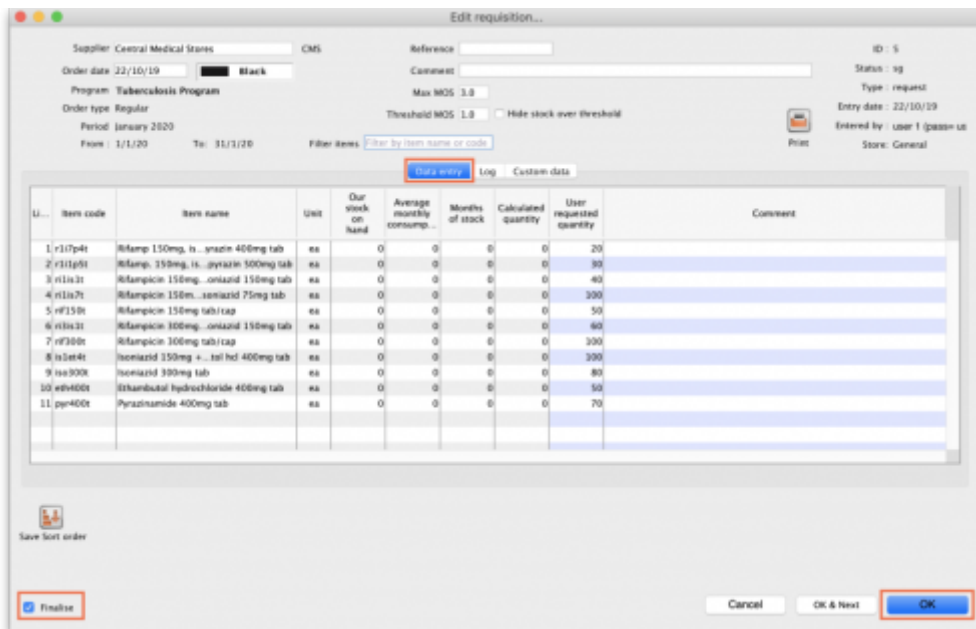 Edit requisition...
Supplier Central Medical Stores CMS Reference ID : 5
Order date 22/10/19 Black Comment Status : sg
Program Tuberculosis Program Max MOS 3.0 Type : request
Order type Regular Threshold MOS 1.0 Hide stock over threshold Entry date : 22/10/19
Period January 2020 Print Entered by : user 1 (pass= us
From : 1/1/20 To: 31/1/20 Filter items Filter by item name or code Store: General
Data entry Log Custom data
Li... Item code Item name Unit Our stock on hand Average monthly consump... Months of stock Calculated quantity User requested quantity Comment
1 r1i7p4t Rifamp 150mg, is...yrazin 400mg tab ea 0 0 0 0 20
2 r1i1p5t Rifamp. 150mg, is...pyrazin 500mg tab ea 0 0 0 0 30
3 ri1is1t Rifampicin 150mg...oniazid 150mg tab ea 0 0 0 0 40
4 ri1is7t Rifampicin 150m...soniazid 75mg tab ea 0 0 0 0 100
5 rif150t Rifampicin 150mg tab/cap ea 0 0 0 0 50
6 ri3is1t Rifampicin 300mg...oniazid 150mg tab ea 0 0 0 0 60
7 rif300t Rifampicin 300mg tab/cap ea 0 0 0 0 100
8 is1et4t Isoniazid 150mg +...tol hcl 400mg tab ea 0 0 0 0 100
9 iso300t Isoniazid 300mg tab ea 0 0 0 0 80
10 eth400t Ethambutol hydrochloride 400mg tab ea 0 0 0 0 50
11 pyr400t Pyrazinamide 400mg tab ea 0 0 0 0 70
Save Sort order
Finalise Cancel OK & Next OK